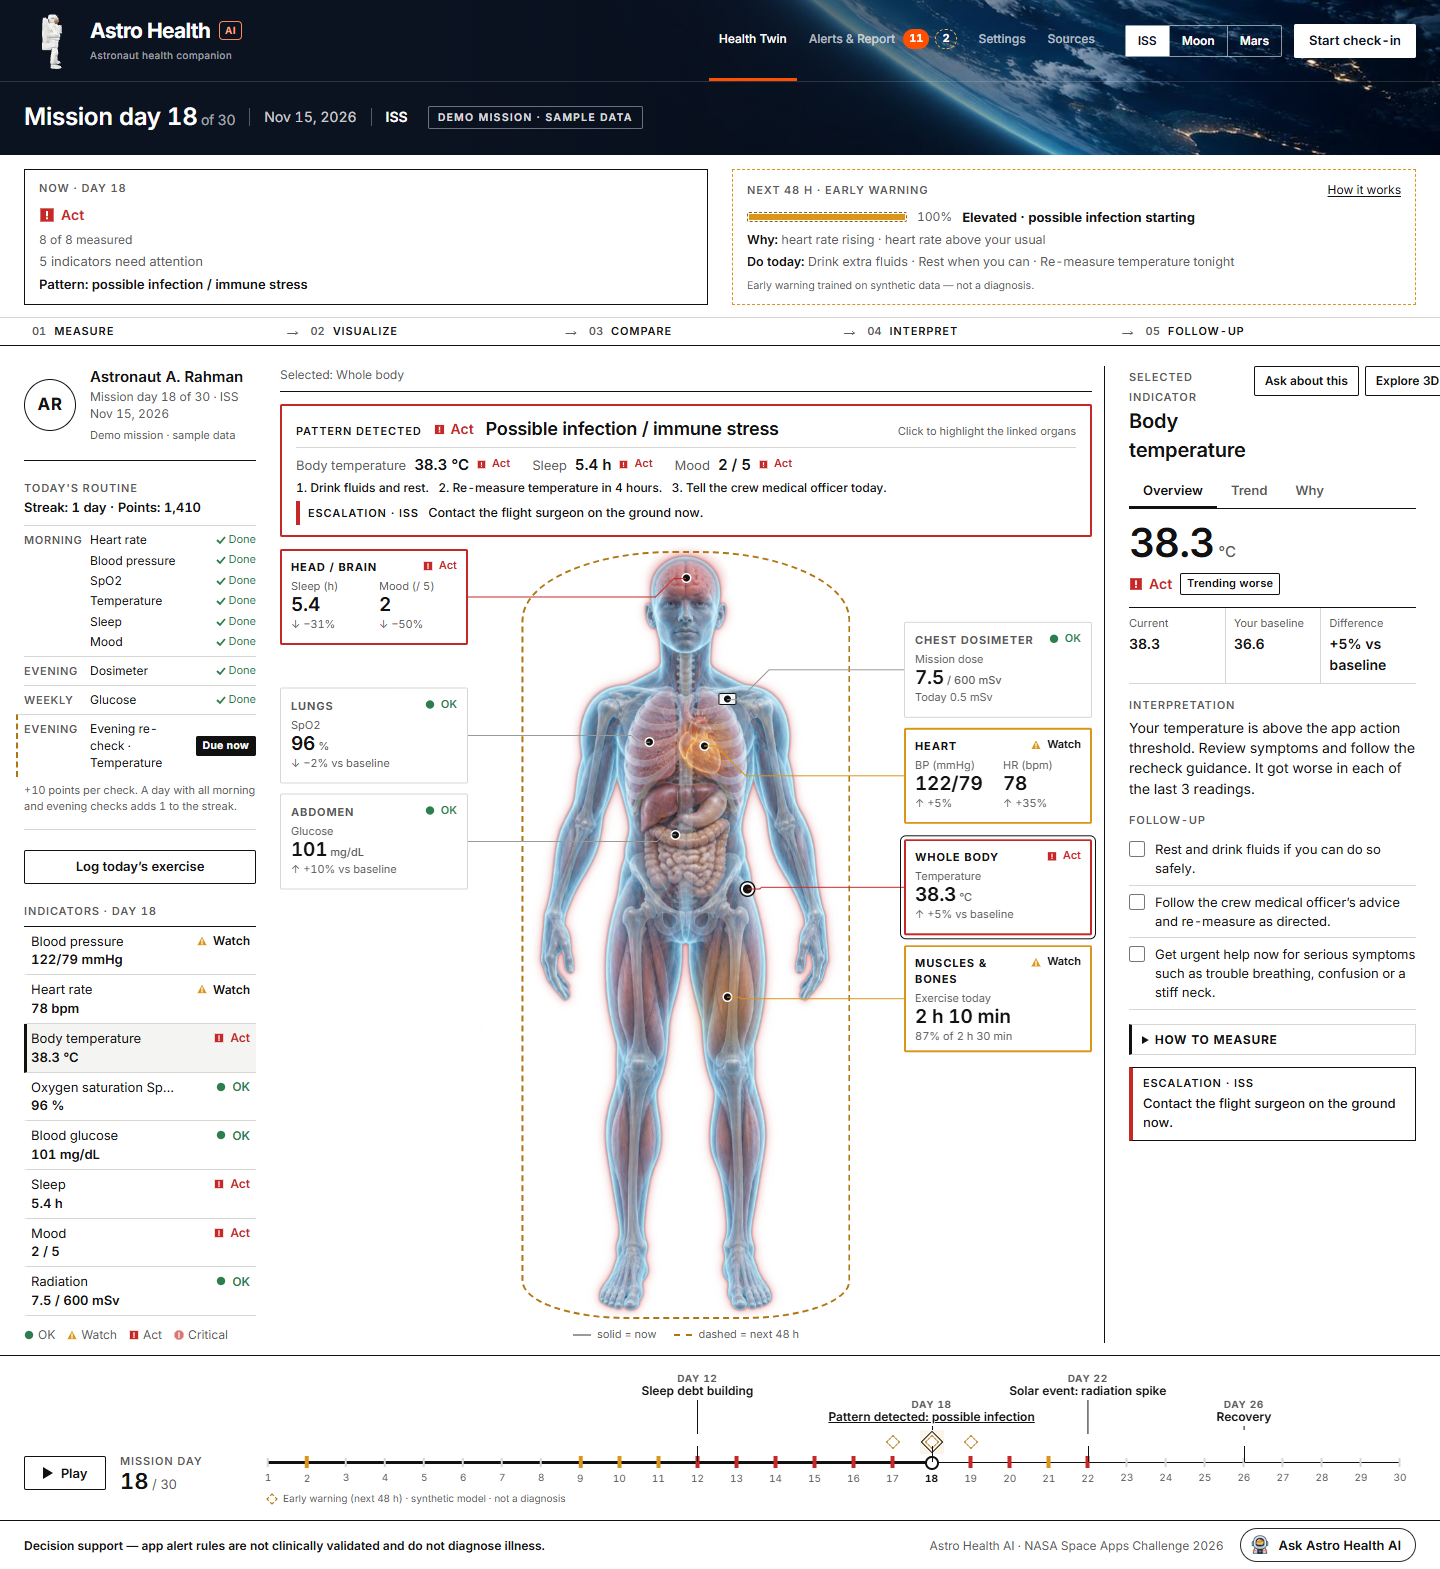 Astro Health AI
Astronaut health companion
Health Twin
Alerts & Report 11 2
Settings
Sources
ISS Moon Mars
Start check-in
Mission day 18 of 30
Nov 15, 2026
ISS
DEMO MISSION · SAMPLE DATA
NOW · DAY 18
Act
8 of 8 measured
5 indicators need attention
Pattern: possible infection / immune stress
NEXT 48 H · EARLY WARNING
How it works
100% Elevated · possible infection starting
Why: heart rate rising · heart rate above your usual
Do today: Drink extra fluids · Rest when you can · Re-measure temperature tonight
Early warning trained on synthetic data — not a diagnosis.
01 MEASURE
→ 02 VISUALIZE
→ 03 COMPARE
→ 04 INTERPRET
→ 05 FOLLOW-UP
AR
Astronaut A. Rahman
Mission day 18 of 30 · ISS
Nov 15, 2026
Demo mission · sample data
TODAY'S ROUTINE
Streak: 1 day · Points: 1,410
MORNING Heart rate Done
Blood pressure Done
SpO2 Done
Temperature Done
Sleep Done
Mood Done
EVENING Dosimeter Done
WEEKLY Glucose Done
EVENING Evening re-
check ·
Temperature
Due now
+10 points per check. A day with all morning
and evening checks adds 1 to the streak.
Log today's exercise
INDICATORS · DAY 18
Blood pressure Watch
122/79 mmHg
Heart rate Watch
78 bpm
Body temperature Act
38.3 °C
Oxygen saturation Sp... OK
96 %
Blood glucose OK
101 mg/dL
Sleep Act
5.4 h
Mood Act
2 / 5
Radiation OK
7.5 / 600 mSv
OK Watch Act Critical
Selected: Whole body
PATTERN DETECTED Act Possible infection / immune stress
Click to highlight the linked organs
Body temperature 38.3 °C Act Sleep 5.4 h Act Mood 2 / 5 Act
1. Drink fluids and rest. 2. Re-measure temperature in 4 hours. 3. Tell the crew medical officer today.
ESCALATION · ISS Contact the flight surgeon on the ground now.
HEAD / BRAIN Act
Sleep (h) Mood (/ 5)
5.4 2
↓ −31% ↓ −50%
LUNGS OK
SpO2
96 %
↓ −2% vs baseline
ABDOMEN OK
Glucose
101 mg/dL
↑ +10% vs baseline
CHEST DOSIMETER OK
Mission dose
7.5 / 600 mSv
Today 0.5 mSv
HEART Watch
BP (mmHg) HR (bpm)
122/79 78
↑ +5% ↑ +35%
WHOLE BODY Act
Temperature
38.3 °C
↑ +5% vs baseline
MUSCLES &
BONES
Watch
Exercise today
2 h 10 min
87% of 2 h 30 min
solid = now dashed = next 48 h
SELECTED
INDICATOR
Body
temperature
Ask about this
Explore 3D
Overview Trend Why
38.3 °C
Act Trending worse
Current Your baseline Difference
38.3 36.6 +5% vs
baseline
INTERPRETATION
Your temperature is above the app action
threshold. Review symptoms and follow the
recheck guidance. It got worse in each of
the last 3 readings.
FOLLOW-UP
Rest and drink fluids if you can do so
safely.
Follow the crew medical officer's advice
and re-measure as directed.
Get urgent help now for serious symptoms
such as trouble breathing, confusion or a
stiff neck.
HOW TO MEASURE
ESCALATION · ISS
Contact the flight surgeon on the ground
now.
DAY 12
Sleep debt building
DAY 18
Pattern detected: possible infection
DAY 22
Solar event: radiation spike
DAY 26
Recovery
Play
MISSION DAY
18 / 30
1 2 3 4 5 6 7 8 9 10 11 12 13 14 15 16 17 18 19 20 21 22 23 24 25 26 27 28 29 30
Early warning (next 48 h) · synthetic model · not a diagnosis
Decision support — app alert rules are not clinically validated and do not diagnose illness.
Astro Health AI · NASA Space Apps Challenge 2026
Ask Astro Health AI